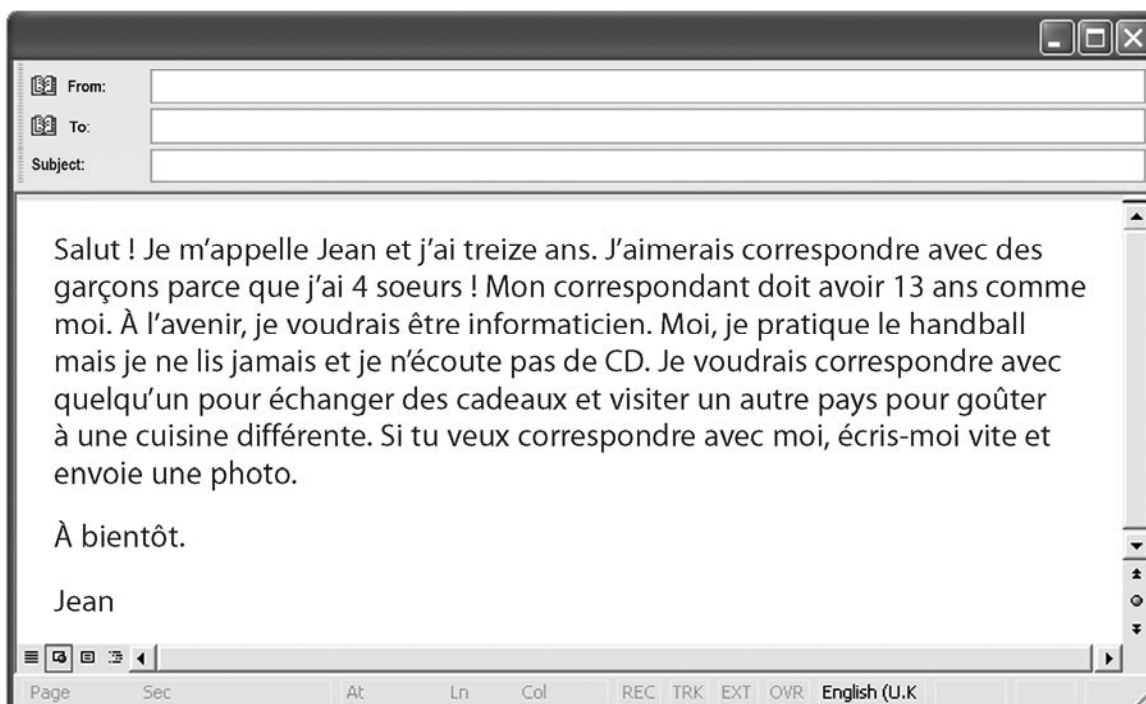 From:
To:
Subject:
Salut ! Je m’appelle Jean et j’ai treize ans. J’aimerais correspondre avec des
garçons parce que j’ai 4 soeurs ! Mon correspondant doit avoir 13 ans comme
moi. À l’avenir, je voudrais être informaticien. Moi, je pratique le handball
mais je ne lis jamais et je n’écoute pas de CD. Je voudrais correspondre avec
quelqu’un pour échanger des cadeaux et visiter un autre pays pour goûter
à une cuisine différente. Si tu veux correspondre avec moi, écris-moi vite et
envoie une photo.
À bientôt.
Jean
Page Sec At Ln Col REC TRK EXT OVR English (U.K